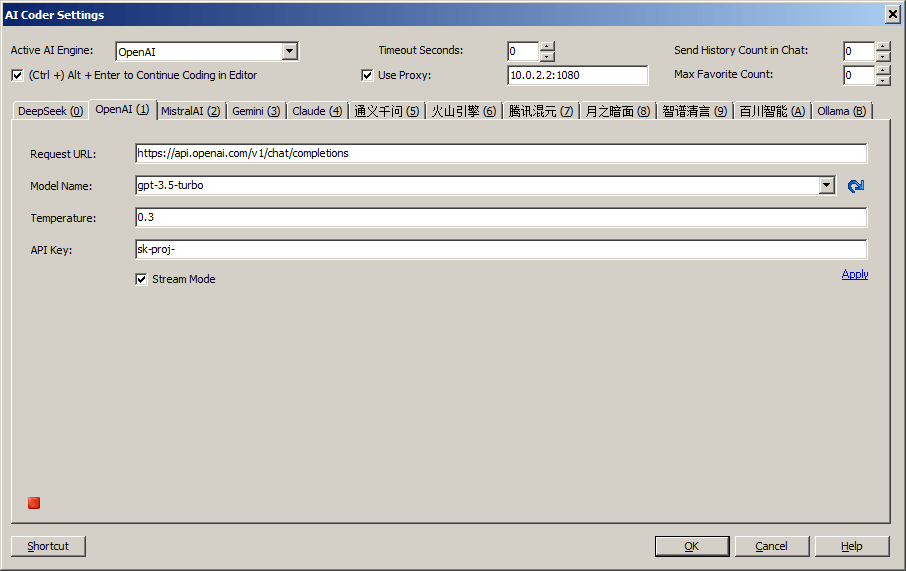 AI Coder Settings
Active AI Engine: OpenAI Timeout Seconds: 0 Send History Count in Chat: 0
(Ctrl +) Alt + Enter to Continue Coding in Editor Use Proxy: 10.0.2.2:1080 Max Favorite Count: 0
DeepSeek (0) OpenAI (1) MistralAI (2) Gemini (3) Claude (4) 通义千问 (5) 火山引擎 (6) 腾讯混元 (7) 月之暗面 (8) 智谱清言 (9) 百川智能 (A) Ollama (B)
Request URL: https://api.openai.com/v1/chat/completions
Model Name: gpt-3.5-turbo
Temperature: 0.3
API Key: sk-proj-
Stream Mode
Apply
Shortcut OK Cancel Help